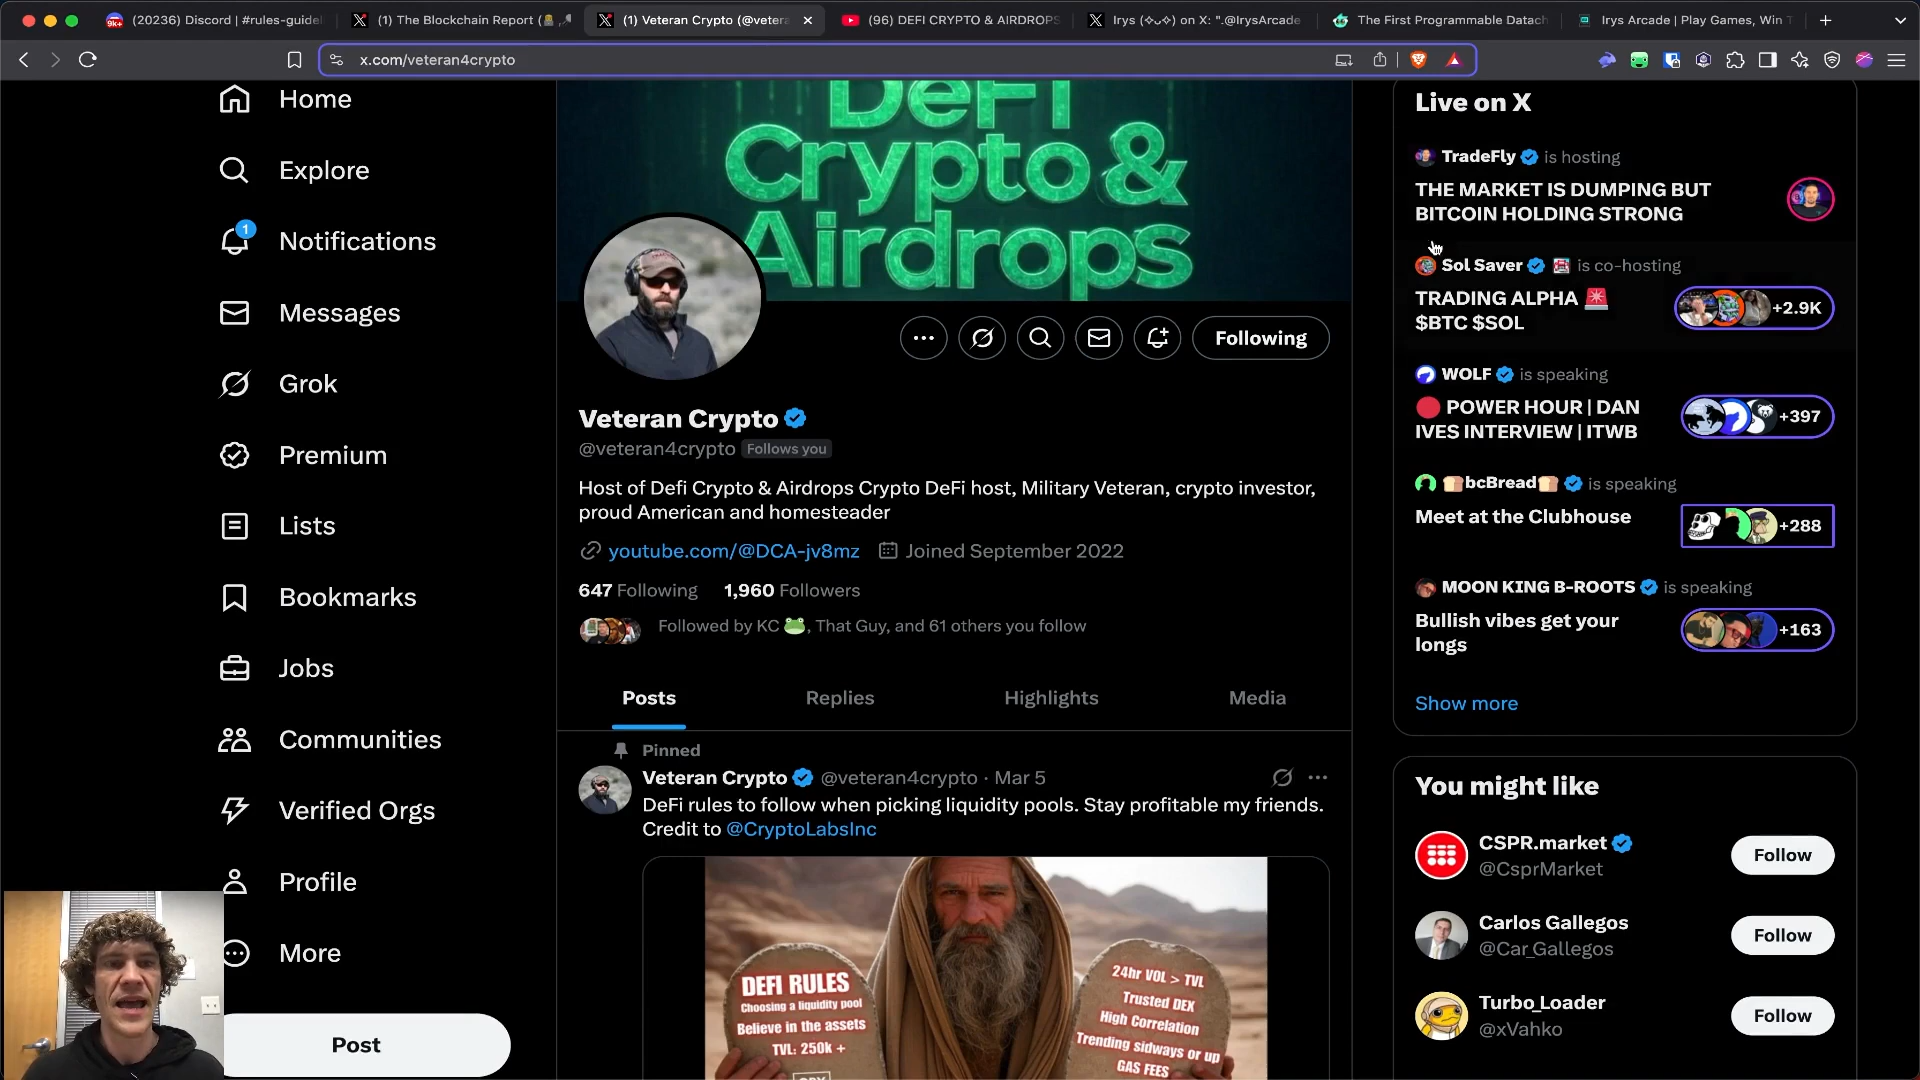 (20236) Discord | #rules-guidel
(1) The Blockchain Report (
(1) Veteran Crypto (@vetera
(96) DEFI CRYPTO & AIRDROPS
Irys (✧ᴗ✧) on X: ".@IrysArcade
The First Programmable Datach
Irys Arcade | Play Games, Win T
x.com/veteran4crypto
Home
Explore
1
Notifications
Messages
Grok
Premium
Lists
Bookmarks
Jobs
Communities
Verified Orgs
Profile
More
Post
DeFi
Crypto &
Airdrops
Following
Veteran Crypto
@veteran4crypto Follows you
Host of Defi Crypto & Airdrops Crypto DeFi host, Military Veteran, crypto investor,
proud American and homesteader
youtube.com/@DCA-jv8mz Joined September 2022
647 Following 1,960 Followers
Followed by KC 🐸, That Guy, and 61 others you follow
Posts Replies Highlights Media
Pinned
Veteran Crypto @veteran4crypto · Mar 5
DeFi rules to follow when picking liquidity pools. Stay profitable my friends.
Credit to @CryptoLabsInc
DEFI RULES
Choosing a liquidity pool
Believe in the assets
TVL: 250k +
24hr VOL > TVL
Trusted DEX
High Correlation
Trending sidways or up
GAS FEES
Live on X
TradeFly is hosting
THE MARKET IS DUMPING BUT
BITCOIN HOLDING STRONG
Sol Saver is co-hosting
TRADING ALPHA 🚨
$BTC $SOL
+2.9K
WOLF is speaking
🔴 POWER HOUR | DAN
IVES INTERVIEW | ITWB
+397
🍞bcBread🍞 is speaking
Meet at the Clubhouse
+288
MOON KING B-ROOTS is speaking
Bullish vibes get your
longs
+163
Show more
You might like
CSPR.market
@CsprMarket
Follow
Carlos Gallegos
@Car_Gallegos
Follow
Turbo_Loader
@xVahko
Follow